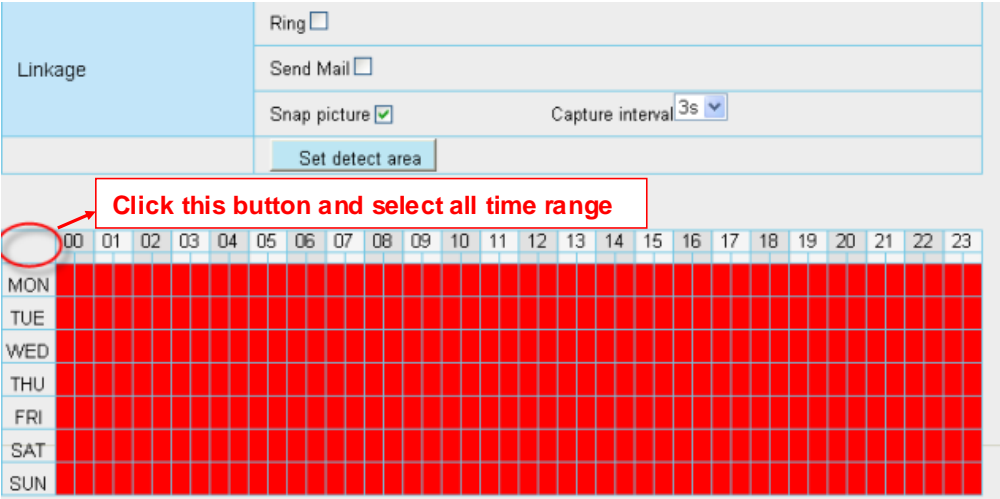 Ring
Linkage
Send Mail
Snap picture Capture interval 3s
Set detect area
Click this button and select all time range
00 01 02 03 04 05 06 07 08 09 10 11 12 13 14 15 16 17 18 19 20 21 22 23
MON
TUE
WED
THU
FRI
SAT
SUN